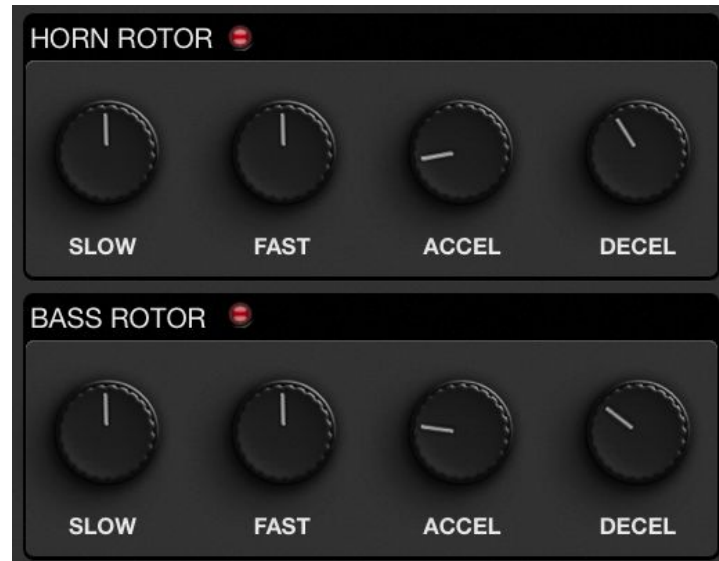 HORN ROTOR
SLOW FAST ACCEL DECEL
BASS ROTOR
SLOW FAST ACCEL DECEL